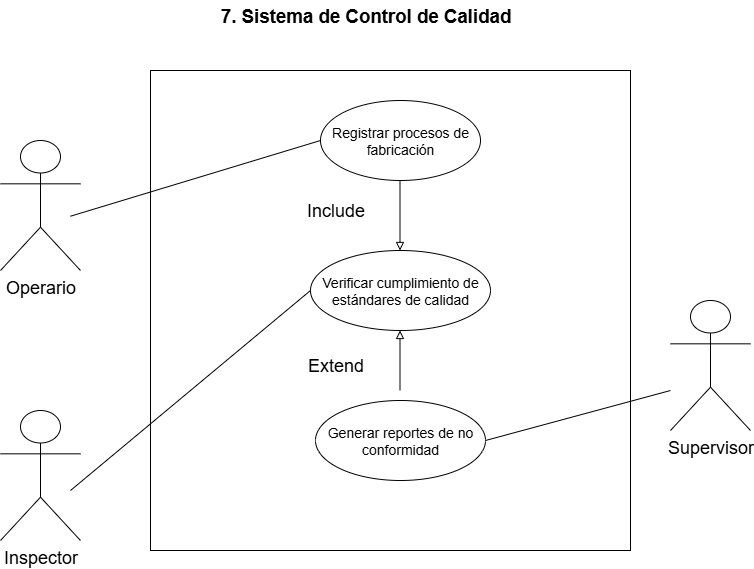 7. Sistema de Control de Calidad
Registrar procesos de
fabricación
Operario
Include
Verificar cumplimiento de
estándares de calidad
Extend
Generar reportes de no
conformidad
Supervisor
Inspector